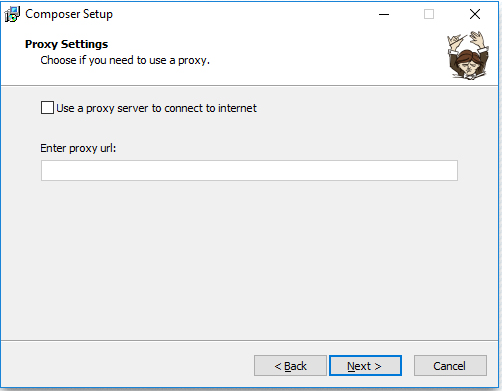 Composer Setup
Proxy Settings
Choose if you need to use a proxy.
Use a proxy server to connect to internet
Enter proxy url:
< Back
Next >
Cancel